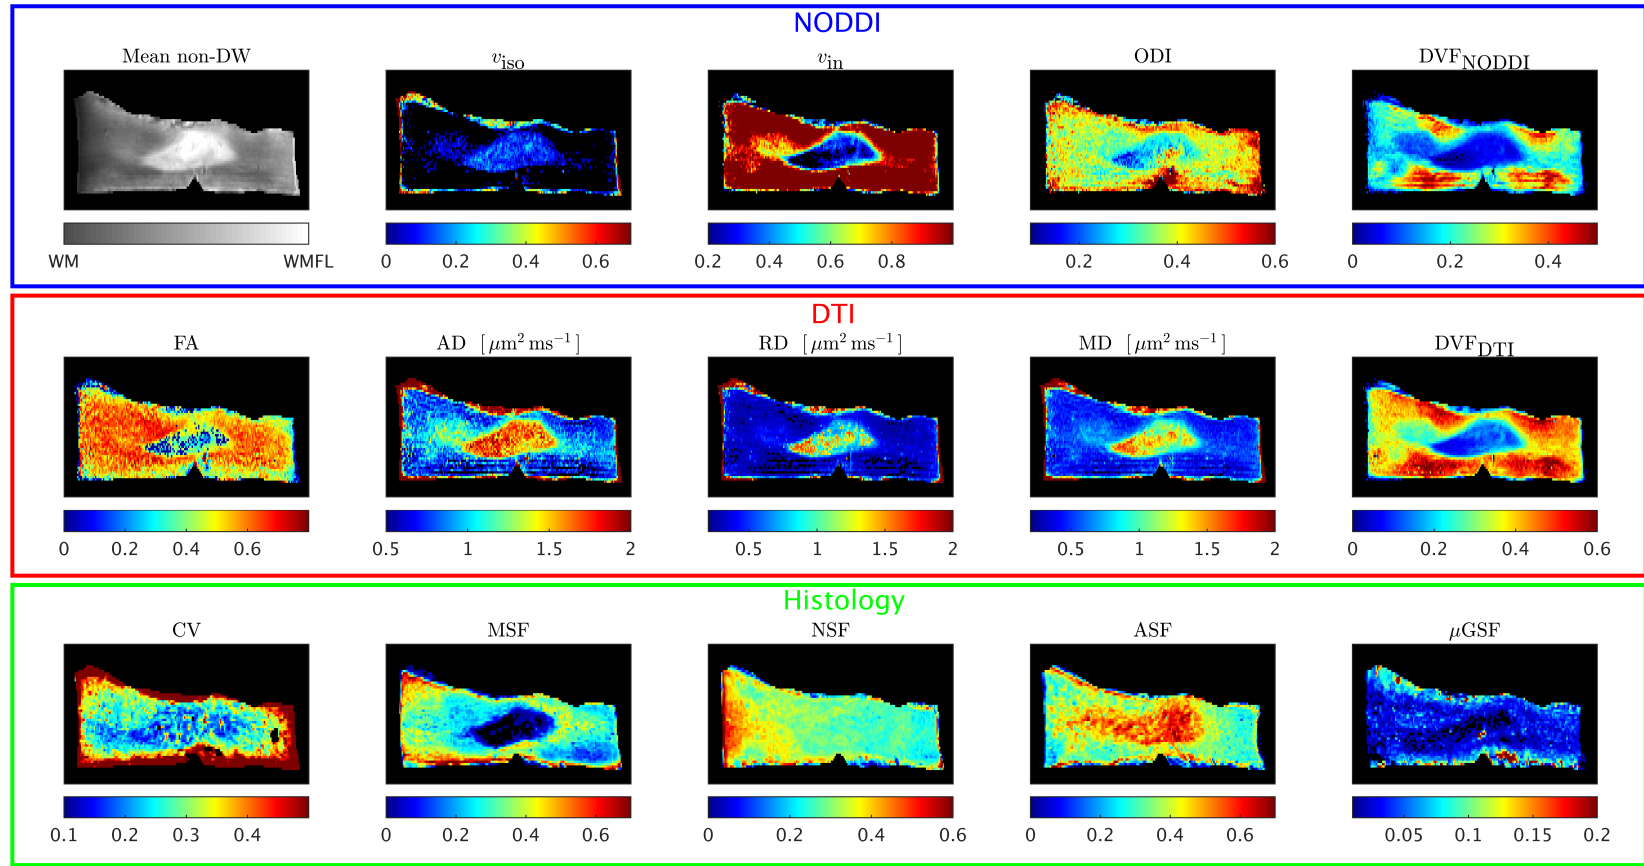 NODDI
Mean non-DW
v_iso
v_in
ODI
DVF_NODDI
WM WMFL
0 0.2 0.4 0.6
0.2 0.4 0.6 0.8
0.2 0.4 0.6
0 0.2 0.4
DTI
FA
AD [μm² ms⁻¹]
RD [μm² ms⁻¹]
MD [μm² ms⁻¹]
DVF_DTI
0 0.2 0.4 0.6
0.5 1 1.5 2
0.5 1 1.5 2
0.5 1 1.5 2
0 0.2 0.4 0.6
Histology
CV
MSF
NSF
ASF
μGSF
0.1 0.2 0.3 0.4
0 0.2 0.4 0.6
0 0.2 0.4 0.6
0 0.2 0.4 0.6
0.05 0.1 0.15 0.2